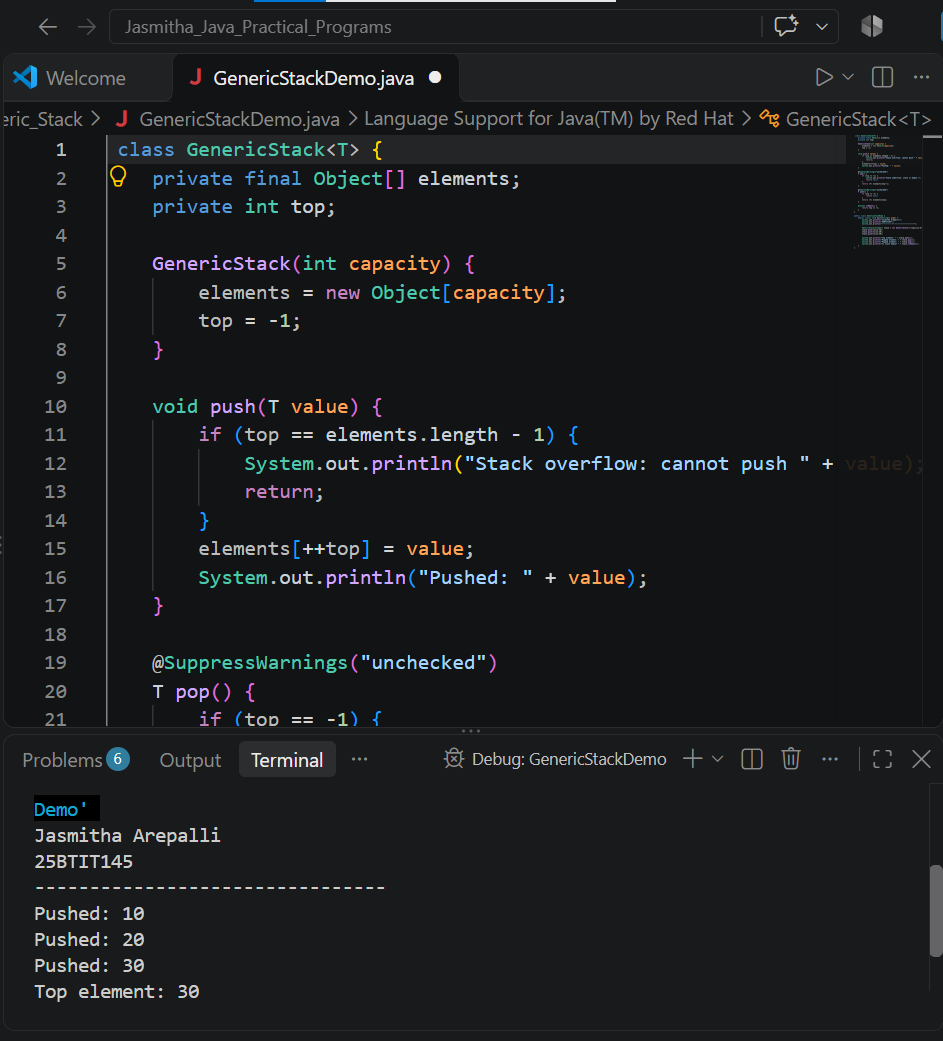 Jasmitha_Java_Practical_Programs
Welcome
GenericStackDemo.java
eric_Stack > GenericStackDemo.java > Language Support for Java(TM) by Red Hat > GenericStack<T>
1 class GenericStack<T> {
2 private final Object[] elements;
3 private int top;
4
5 GenericStack(int capacity) {
6 elements = new Object[capacity];
7 top = -1;
8 }
9
10 void push(T value) {
11 if (top == elements.length - 1) {
12 System.out.println("Stack overflow: cannot push " + value);
13 return;
14 }
15 elements[++top] = value;
16 System.out.println("Pushed: " + value);
17 }
18
19 @SuppressWarnings("unchecked")
20 T pop() {
21 if (top == -1) {
Problems 6 Output Terminal ... Debug: GenericStackDemo
Demo'
Jasmitha Arepalli
25BTIT145
--------------------------------
Pushed: 10
Pushed: 20
Pushed: 30
Top element: 30